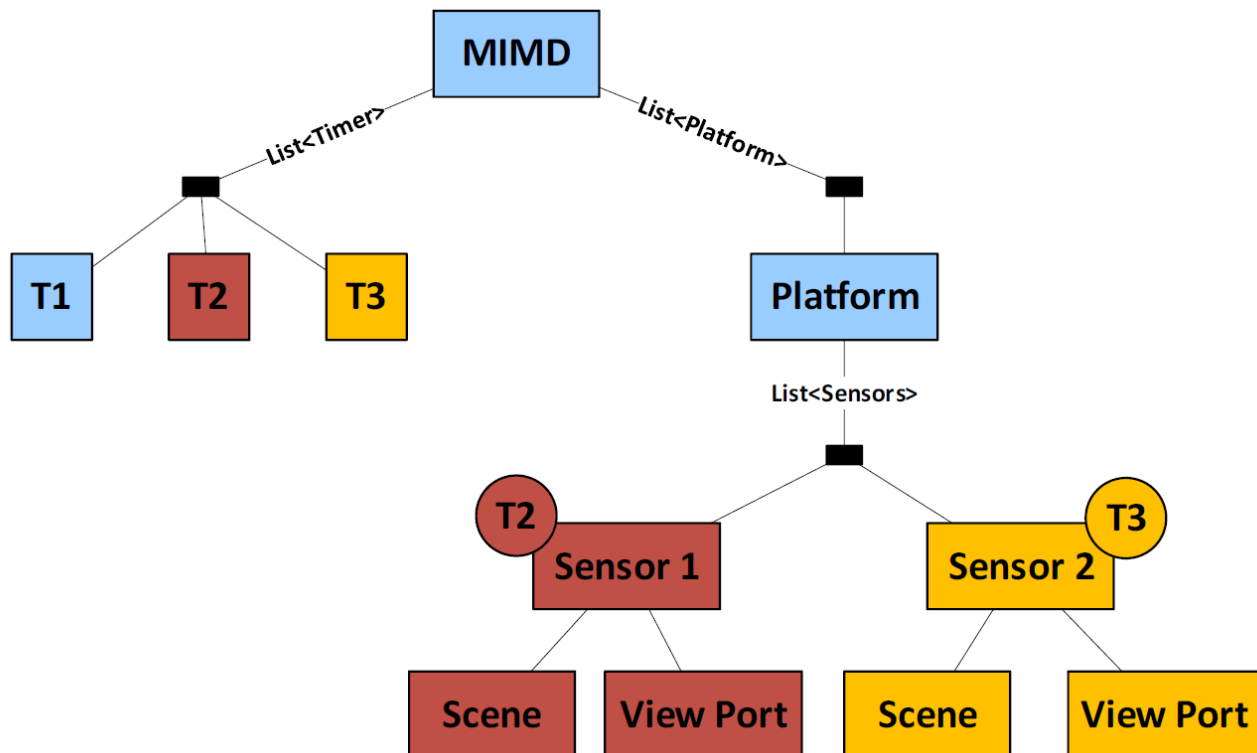 MIMD
List<Timer>
List<Platform>
T1
T2
T3
Platform
List<Sensors>
T2
T3
Sensor 1
Sensor 2
Scene
View Port
Scene
View Port